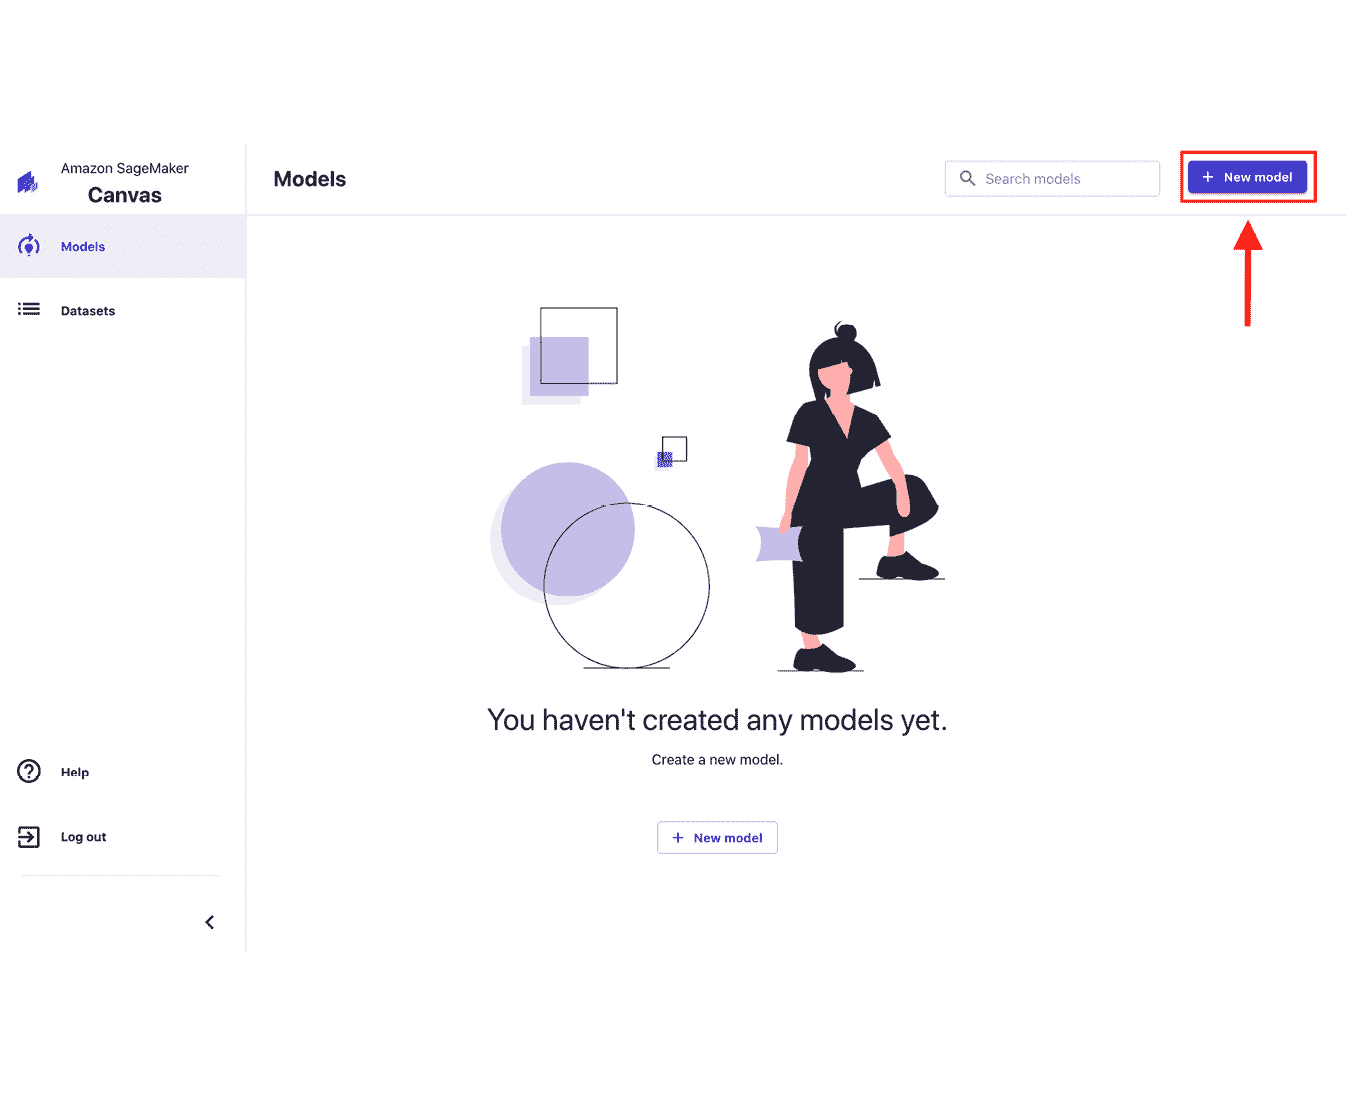 Amazon SageMaker
Canvas
Models
Datasets
Help
Log out
Models
Search models
+ New model
You haven't created any models yet.
Create a new model.
+ New model